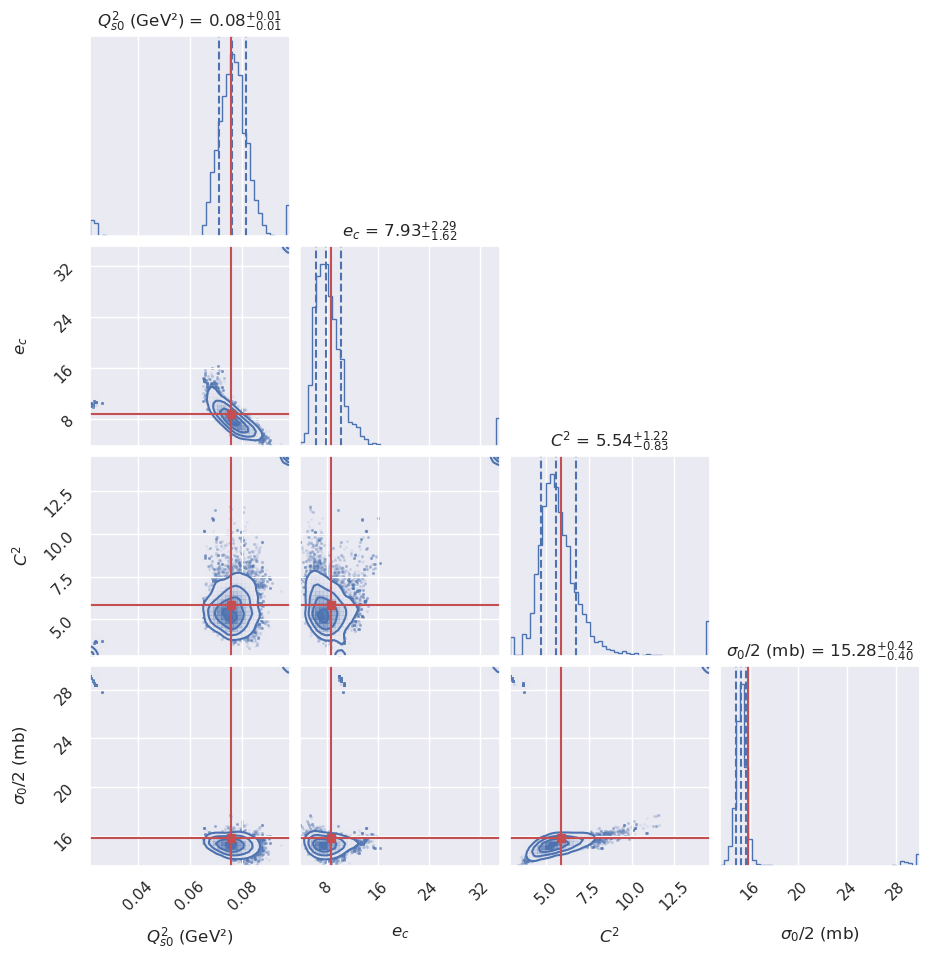 Q²ₛ₀ (GeV²) = 0.08⁺⁰·⁰¹₋₀.₀₁
e_c = 7.93⁺²·²⁹₋₁.₆₂
32
24
16
8
e_c
C² = 5.54⁺¹·²²₋₀.₈₃
12.5
10.0
7.5
5.0
C²
σ₀/2 (mb) = 15.28⁺⁰·⁴²₋₀.₄₀
28
24
20
16
σ₀/2 (mb)
0.04 0.06 0.08
8 16 24 32
5.0 7.5 10.0 12.5
16 20 24 28
Q²ₛ₀ (GeV²)
e_c
C²
σ₀/2 (mb)